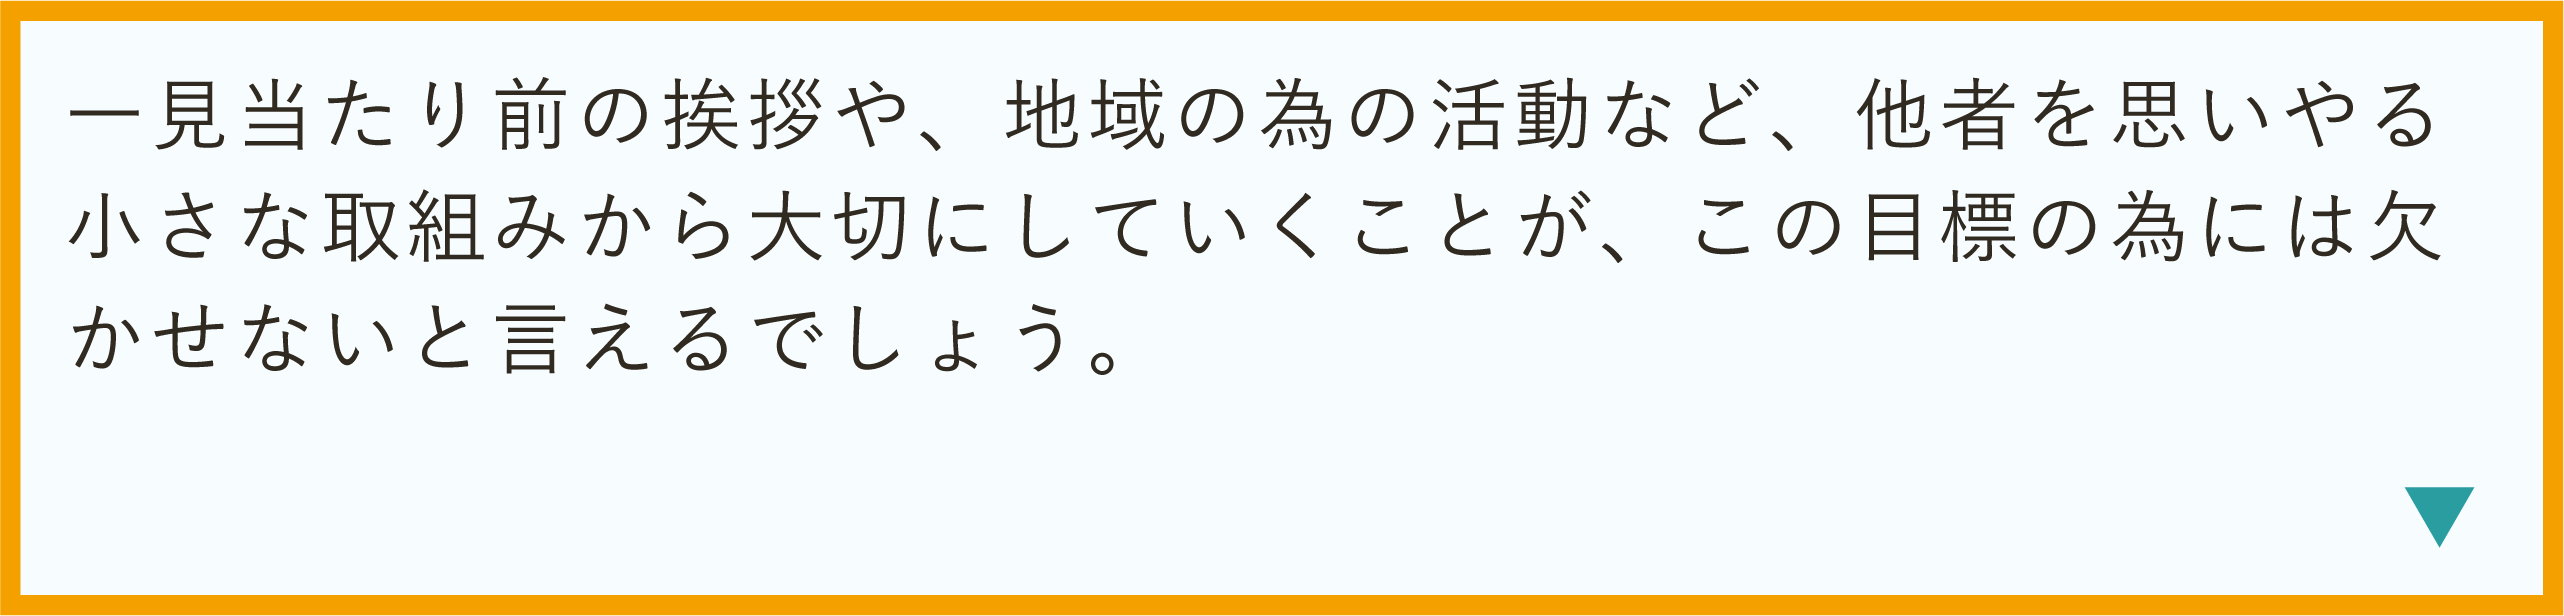 一見当たり前の挨拶や、地域の為の活動など、他者を思いやる
小さな取組みから大切にしていくことが、この目標の為には欠
かせないと言えるでしょう。